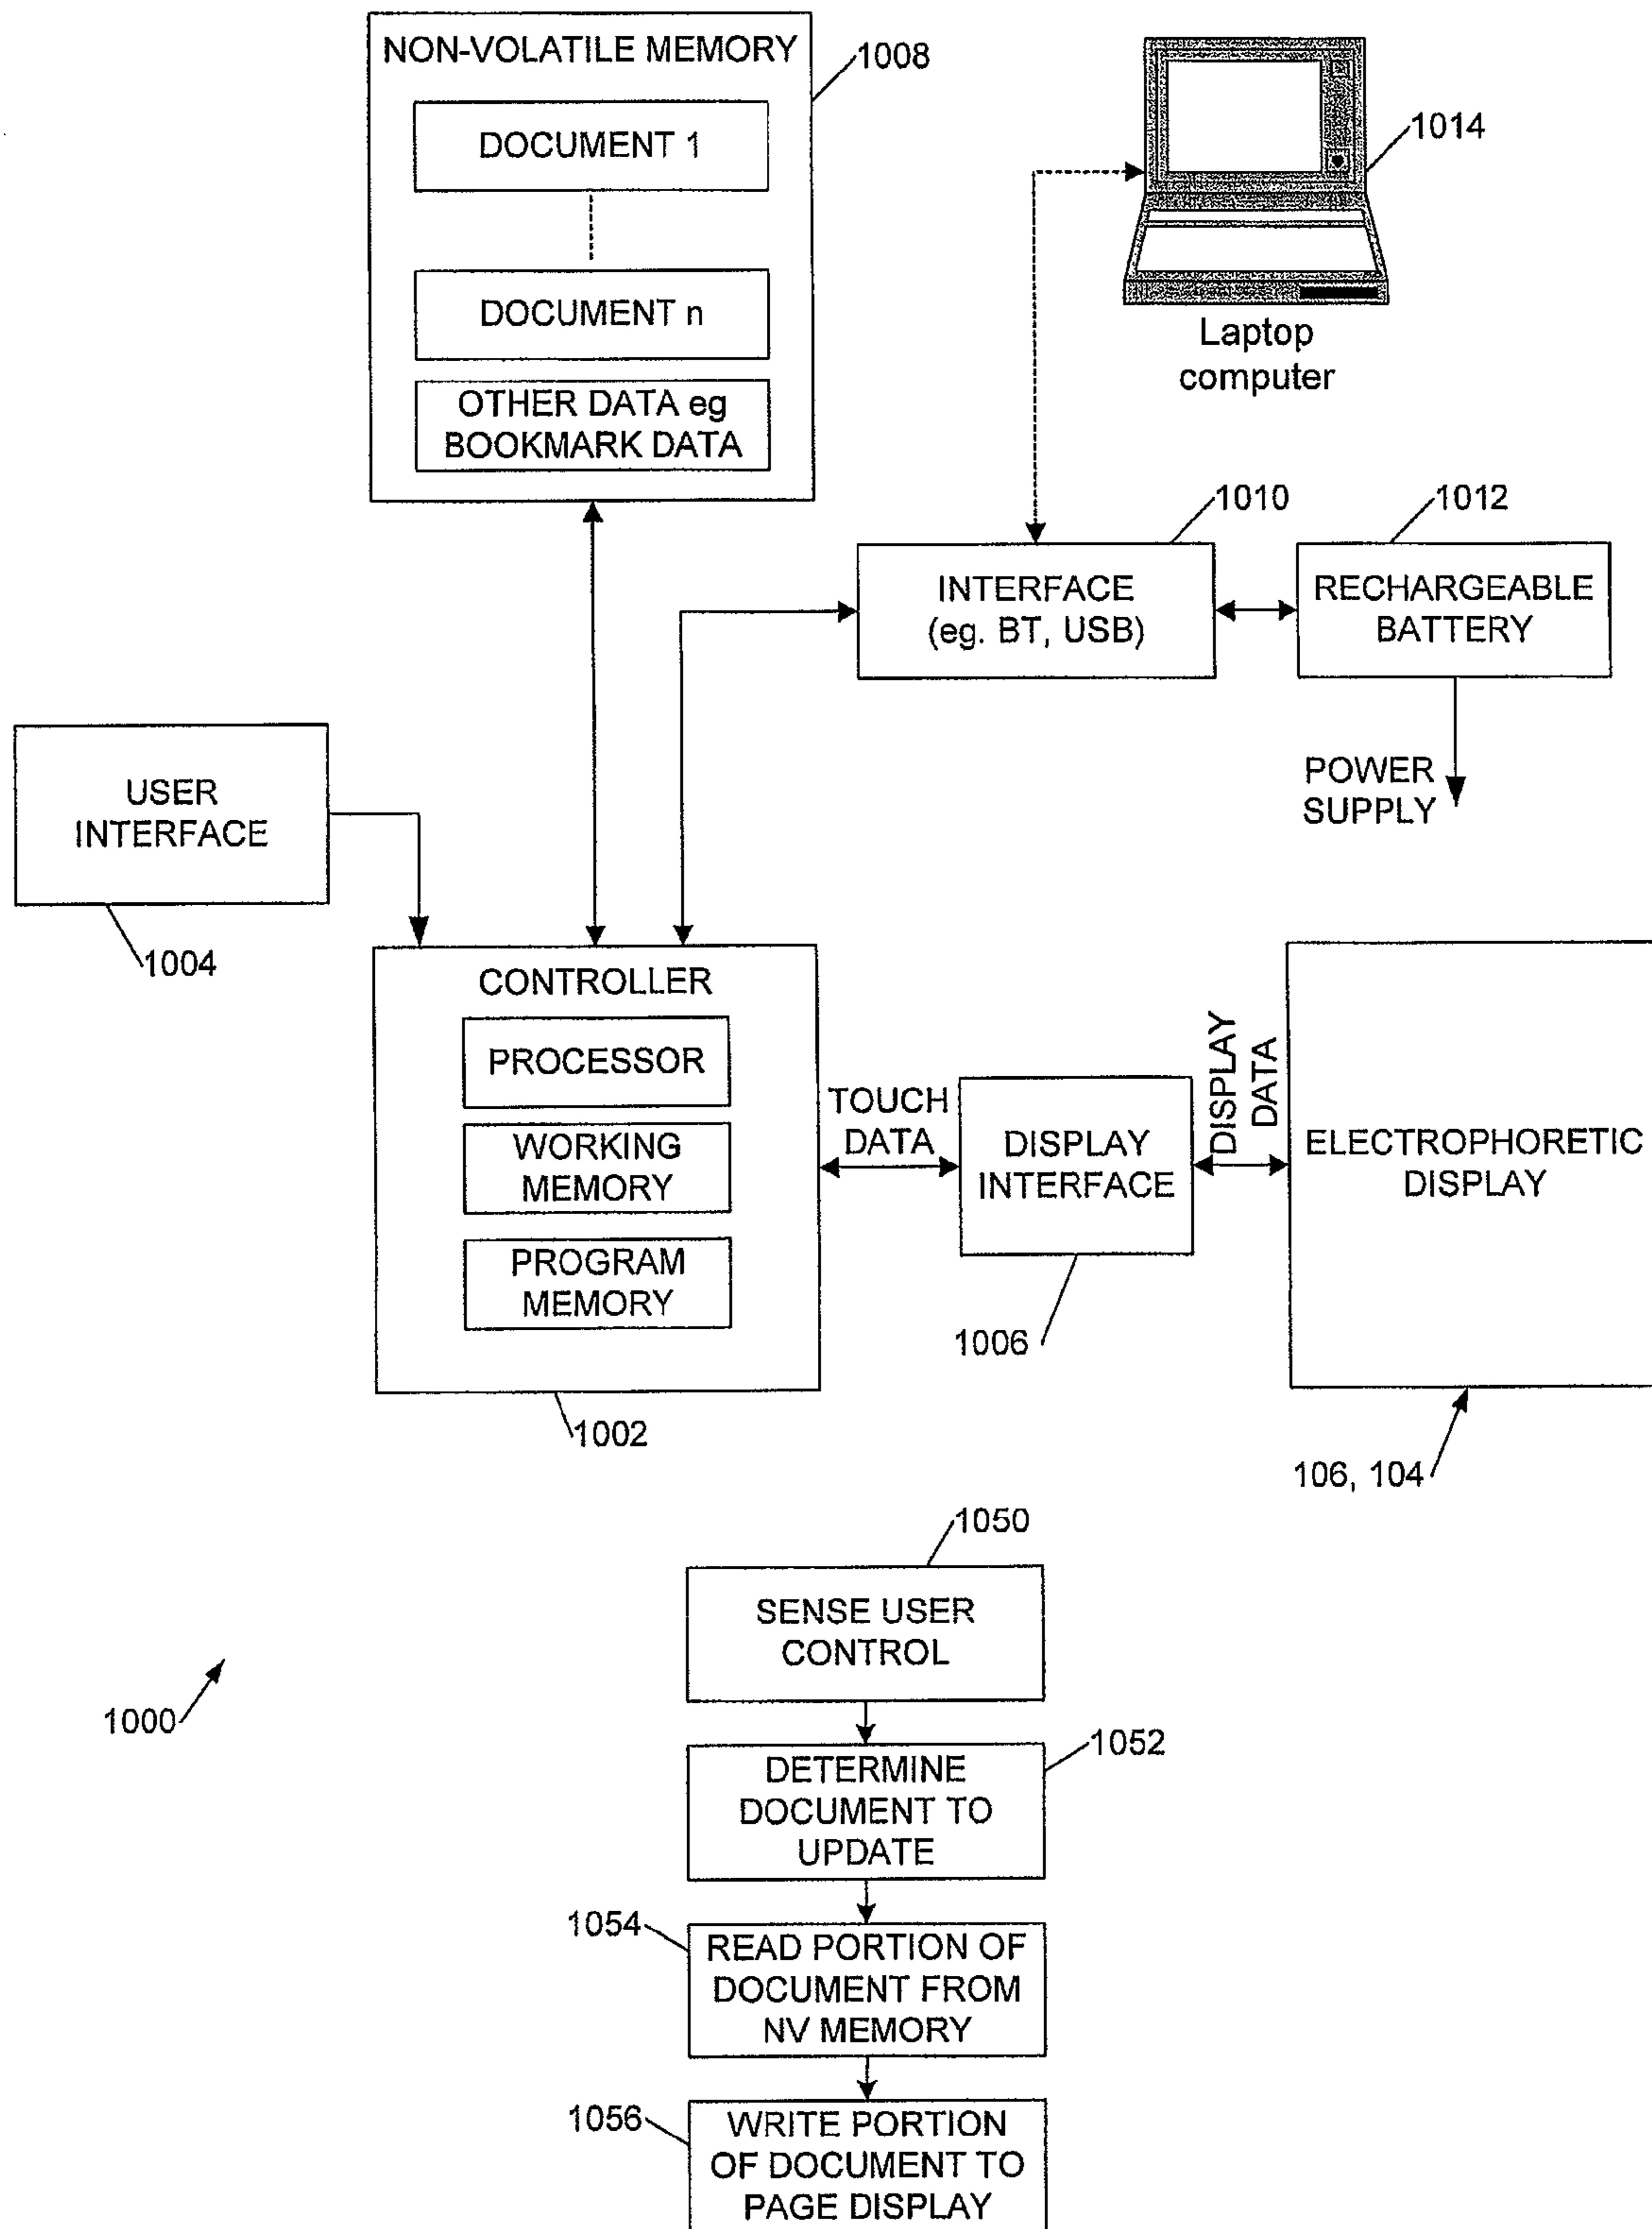 NON-VOLATILE MEMORY
1008
DOCUMENT 1
DOCUMENT n
OTHER DATA eg
BOOKMARK DATA
1014
Laptop
computer
1010
1012
INTERFACE
(eg. BT, USB)
RECHARGEABLE
BATTERY
POWER
SUPPLY
USER
INTERFACE
1004
CONTROLLER
PROCESSOR
WORKING
MEMORY
PROGRAM
MEMORY
1002
TOUCH
DATA
DISPLAY
INTERFACE
1006
DISPLAY
DATA
ELECTROPHORETIC
DISPLAY
106, 104
1000
1050
SENSE USER
CONTROL
1052
DETERMINE
DOCUMENT TO
UPDATE
1054
READ PORTION OF
DOCUMENT FROM
NV MEMORY
1056
WRITE PORTION
OF DOCUMENT TO
PAGE DISPLAY